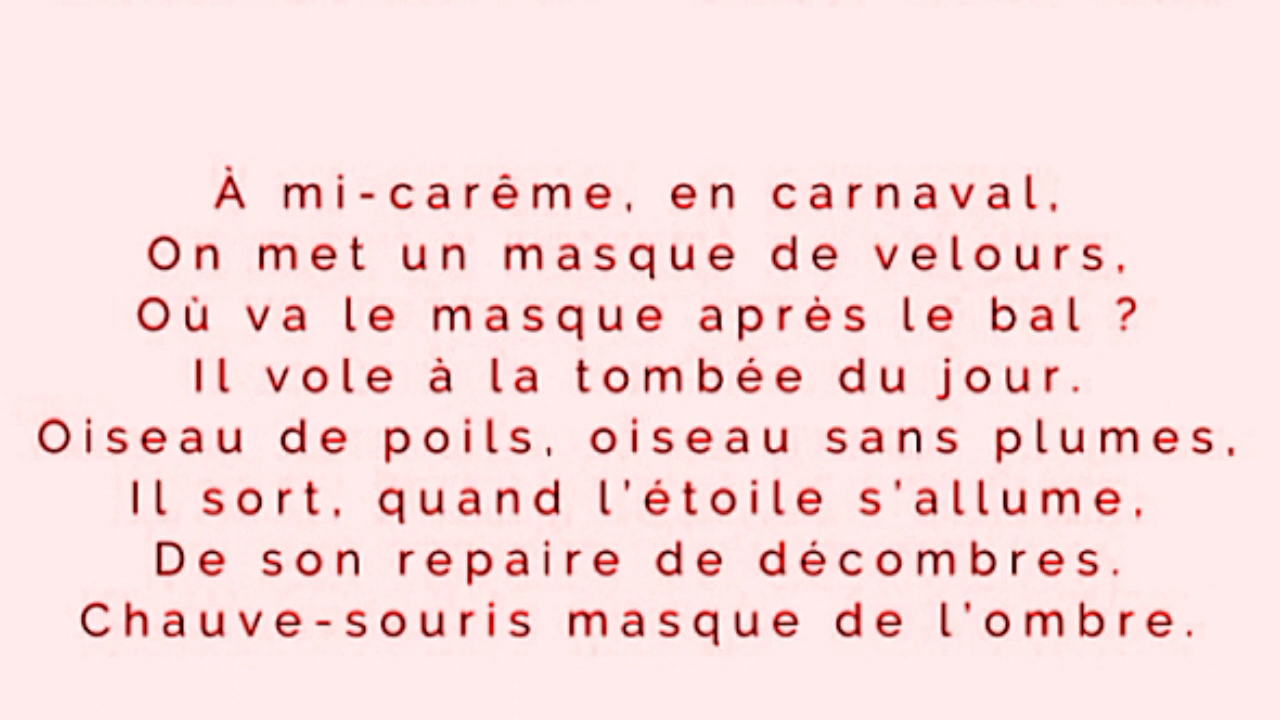 À mi-carême, en carnaval,
On met un masque de velours,
Où va le masque après le bal ?
Il vole à la tombée du jour.
Oiseau de poils, oiseau sans plumes,
Il sort, quand l'étoile s'allume,
De son repaire de décombres.
Chauve-souris masque de l'ombre.